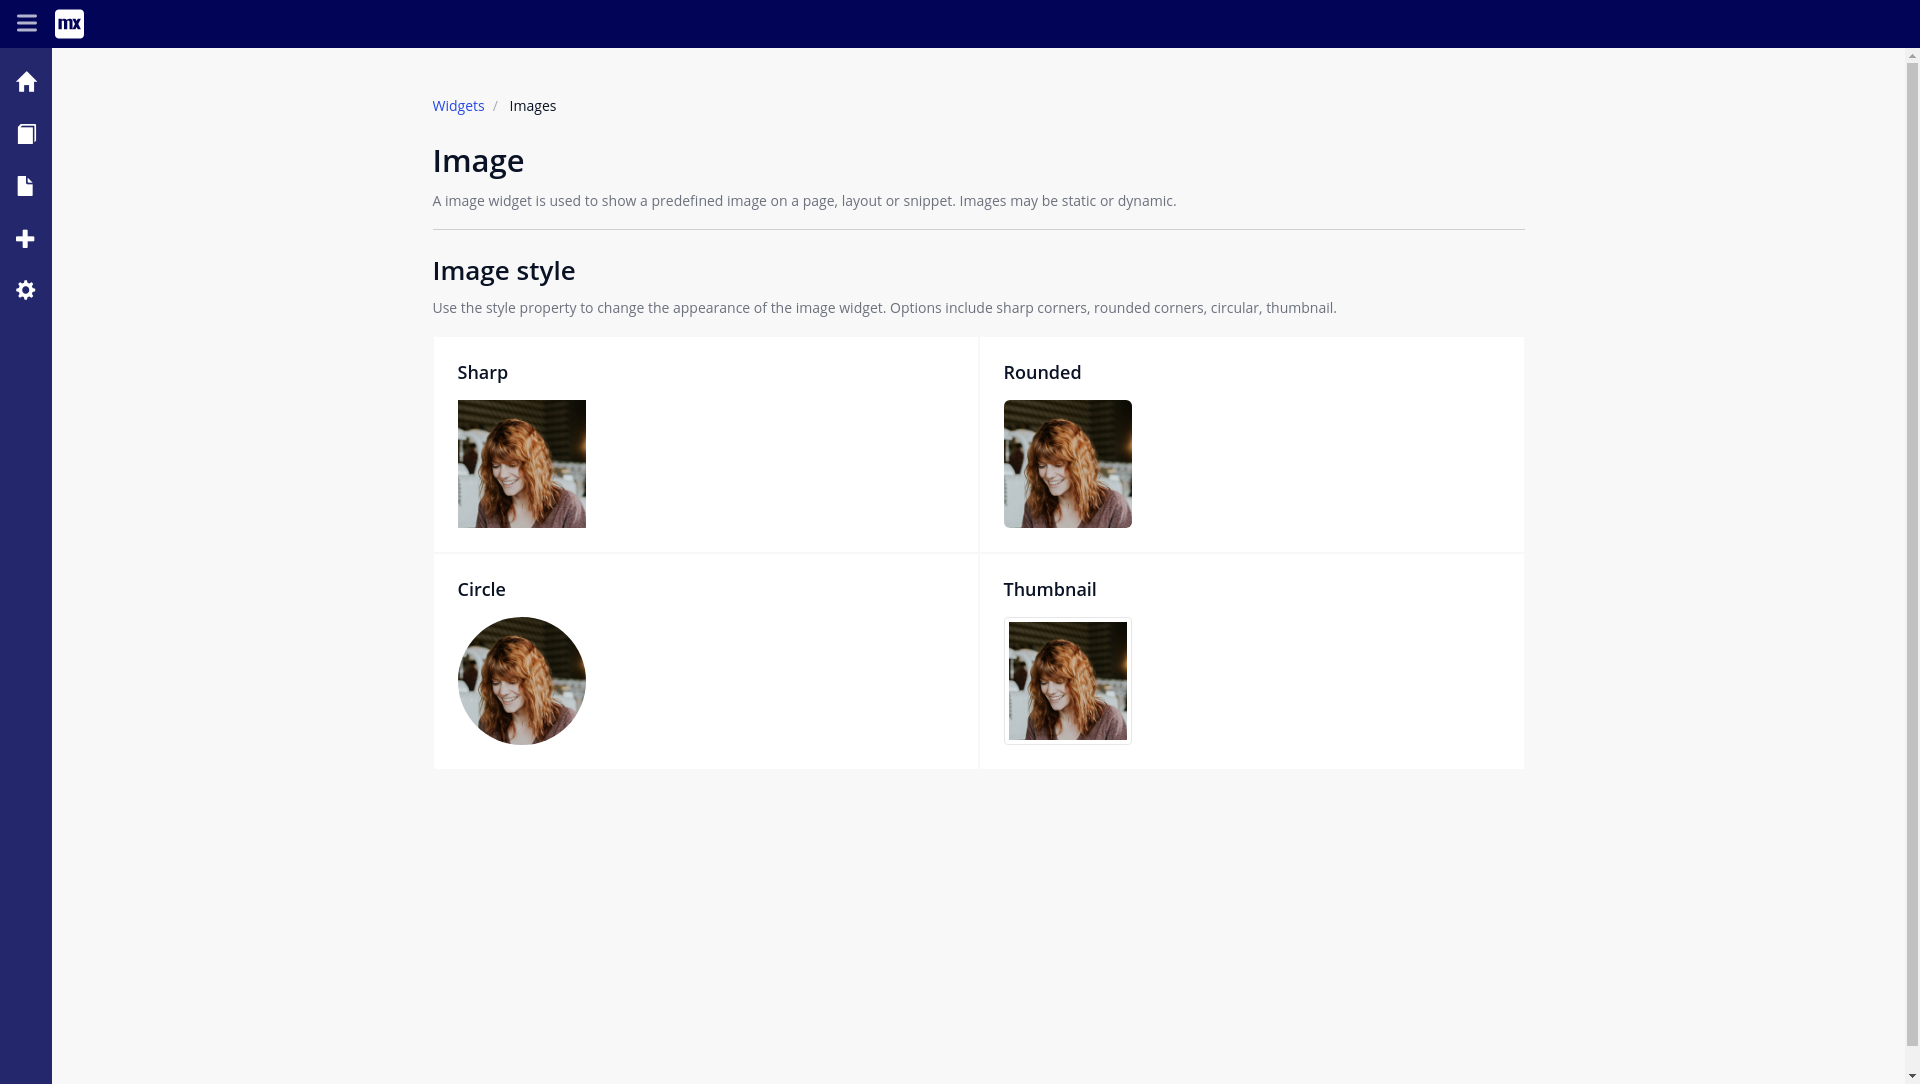 mx
Widgets / Images
Image
A image widget is used to show a predefined image on a page, layout or snippet. Images may be static or dynamic.
Image style
Use the style property to change the appearance of the image widget. Options include sharp corners, rounded corners, circular, thumbnail.
Sharp
Rounded
Circle
Thumbnail